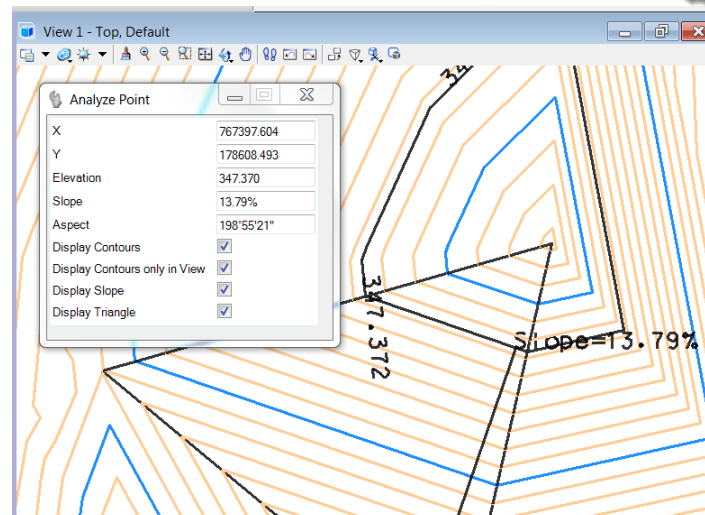 View 1 - Top, Default
Analyze Point
X 767397.604
Y 178608.493
Elevation 347.370
Slope 13.79%
Aspect 198°55'21"
Display Contours
Display Contours only in View
Display Slope
Display Triangle
347.372
Slope=13.79%